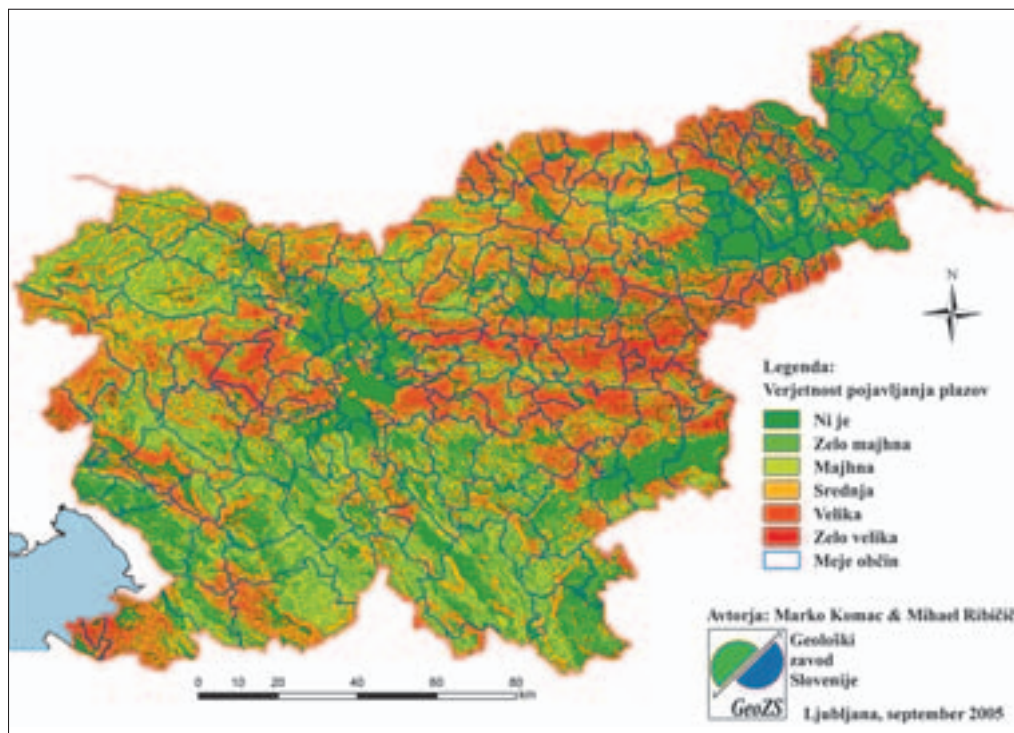 N
Legenda:
Verjetnost pojavljanja plazov
Ni je
Zelo majhna
Majhna
Srednja
Velika
Zelo velika
Meje občin
Avtorja: Marko Komac & Mihael Ribičič
Geološki
zavod
Slovenije
GeoZS
Ljubljana, september 2005
0 10 20 40 60 80
km